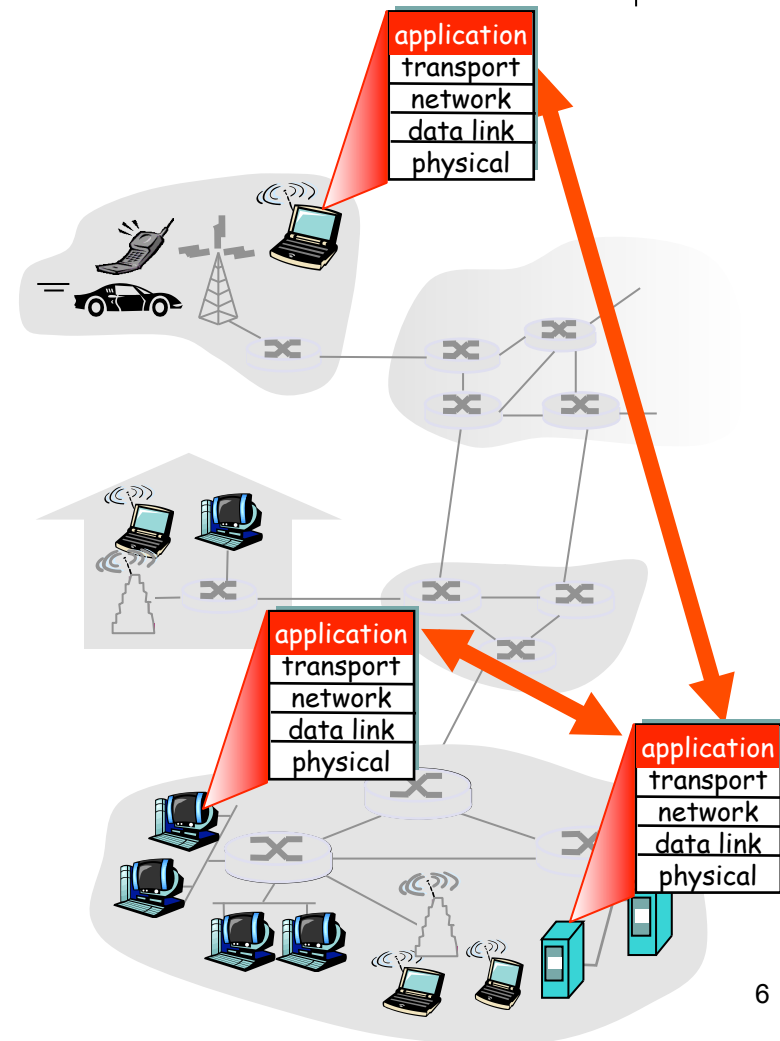 application
transport
network
data link
physical
application
transport
network
data link
physical
application
transport
network
data link
physical
6